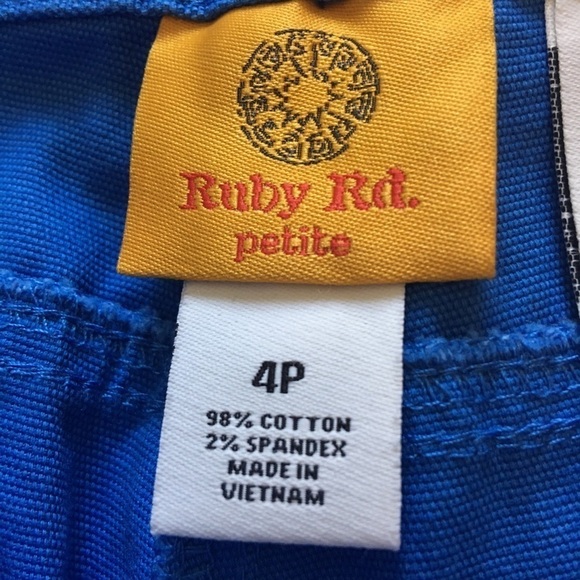 Ruby Rd.
petite
4P
98% COTTON
2% SPANDEX
MADE IN
VIETNAM